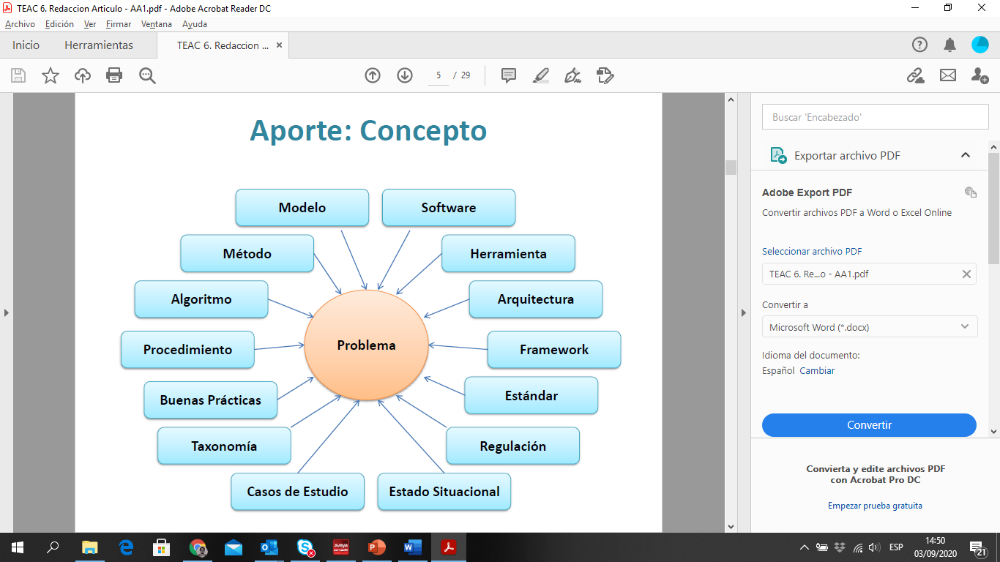 TEAC 6. Redaccion Articulo - AA1.pdf - Adobe Acrobat Reader DC
Archivo Edición Ver Firmar Ventana Ayuda
Inicio Herramientas TEAC 6. Redaccion ... ×
5 / 29
Aporte: Concepto
Modelo
Software
Método
Herramienta
Algoritmo
Arquitectura
Problema
Procedimiento
Framework
Buenas Prácticas
Estándar
Taxonomía
Regulación
Casos de Estudio
Estado Situacional
Buscar 'Encabezado'
Exportar archivo PDF
Adobe Export PDF
Convertir archivos PDF a Word o Excel Online
Seleccionar archivo PDF
TEAC 6. Re...o - AA1.pdf
Convertir a
Microsoft Word (*.docx)
Idioma del documento:
Español Cambiar
Convertir
Convierta y edite archivos PDF
con Acrobat Pro DC
Empezar prueba gratuita
AVAYA
ESP
14:50
03/09/2020
21